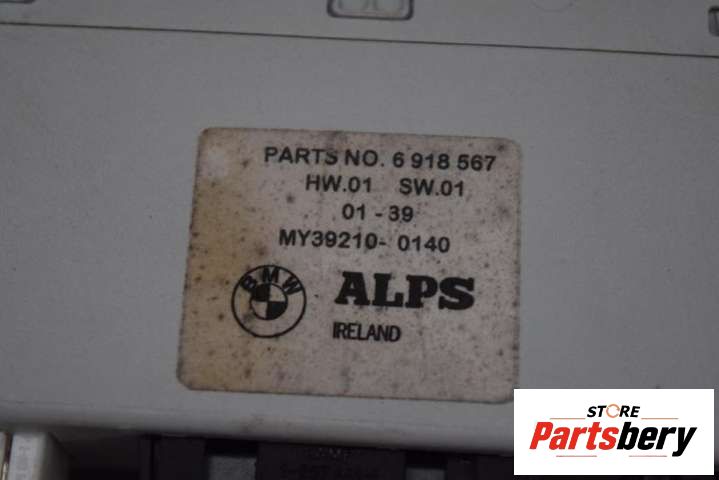 PARTS NO. 6 918 567
HW.01 SW.01
01 - 39
MY39210- 0140
BMW
ALPS
IRELAND
STORE
Partsbery